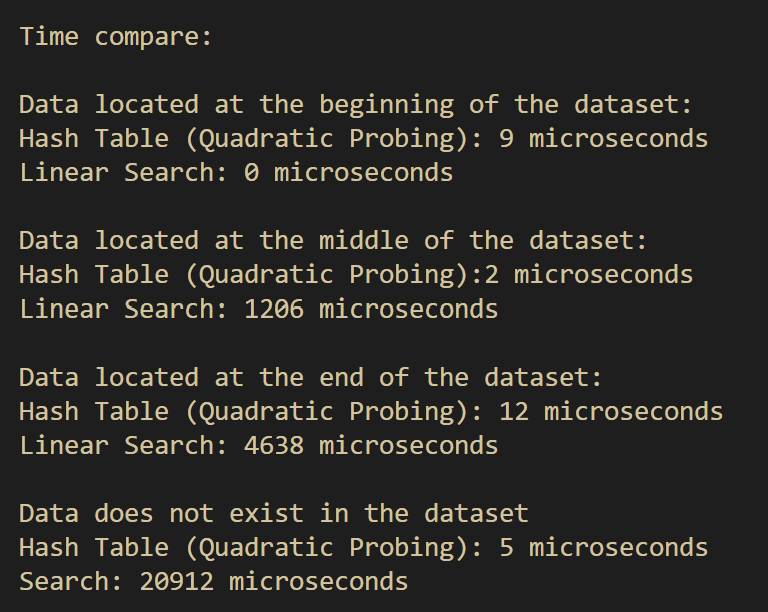 Time compare:
Data located at the beginning of the dataset:
Hash Table (Quadratic Probing): 9 microseconds
Linear Search: 0 microseconds
Data located at the middle of the dataset:
Hash Table (Quadratic Probing):2 microseconds
Linear Search: 1206 microseconds
Data located at the end of the dataset:
Hash Table (Quadratic Probing): 12 microseconds
Linear Search: 4638 microseconds
Data does not exist in the dataset
Hash Table (Quadratic Probing): 5 microseconds
Search: 20912 microseconds